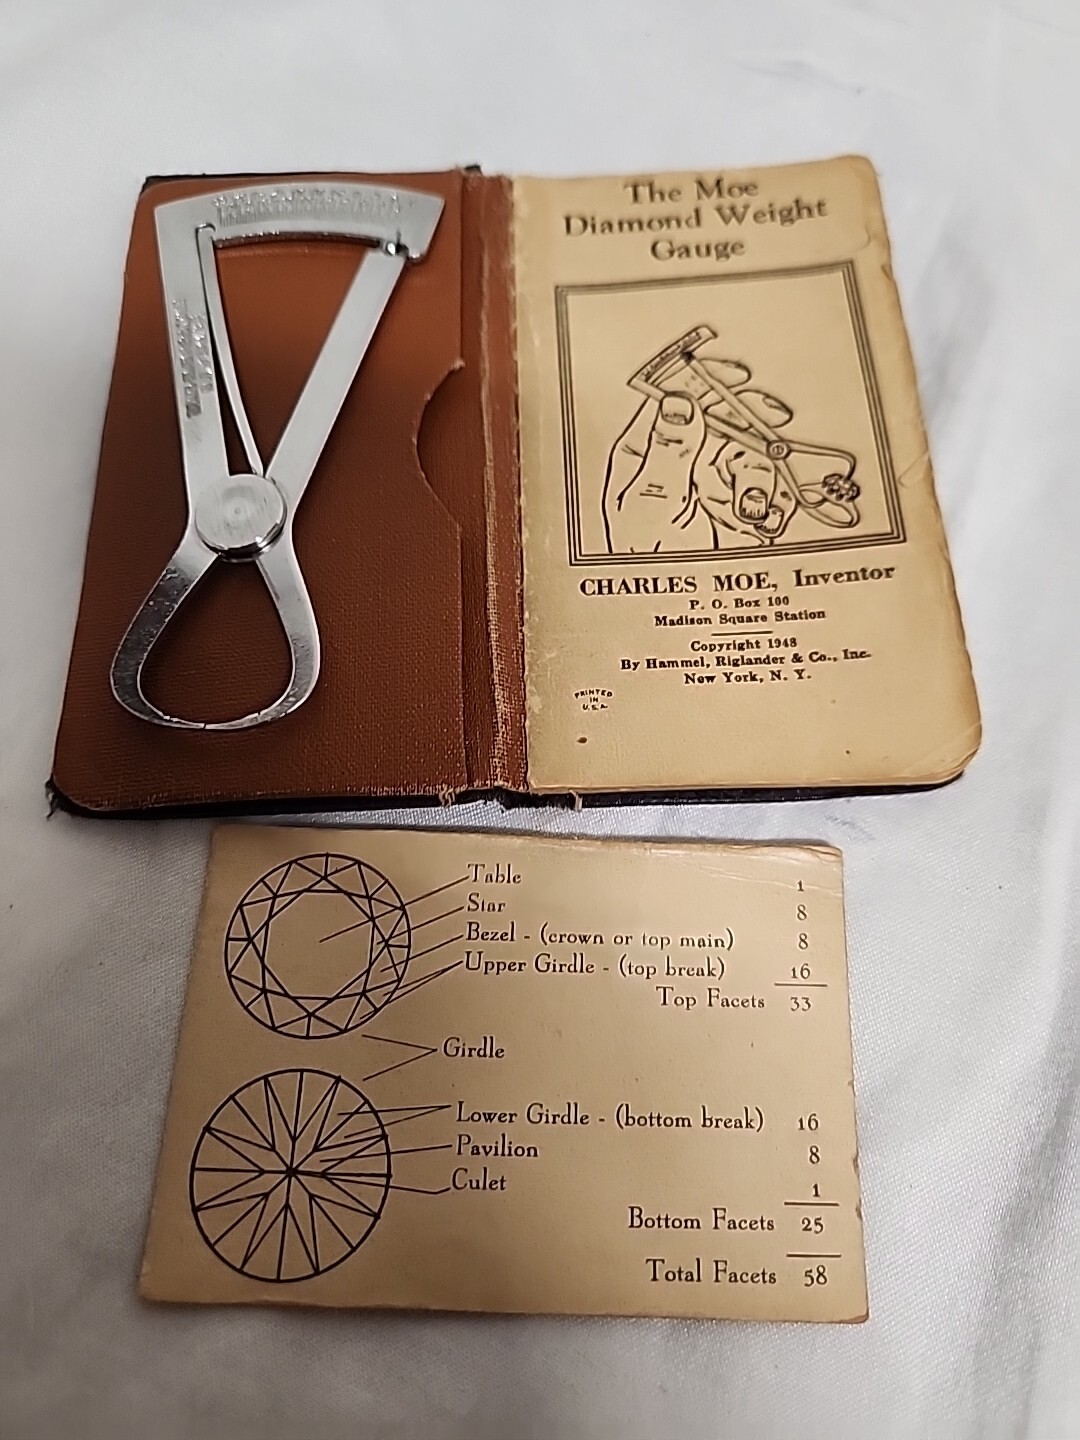 The Moe
Diamond Weight
Gauge
CHARLES MOE, Inventor
P. O. Box 100
Madison Square Station
Copyright 1948
By Hammel, Riglander & Co., Inc.
New York, N. Y.
PRINTED
IN
U.S.A.
Table 1
Star 8
Bezel - (crown or top main) 8
Upper Girdle - (top break) 16
Top Facets 33
Girdle
Lower Girdle - (bottom break) 16
Pavilion 8
Culet 1
Bottom Facets 25
Total Facets 58